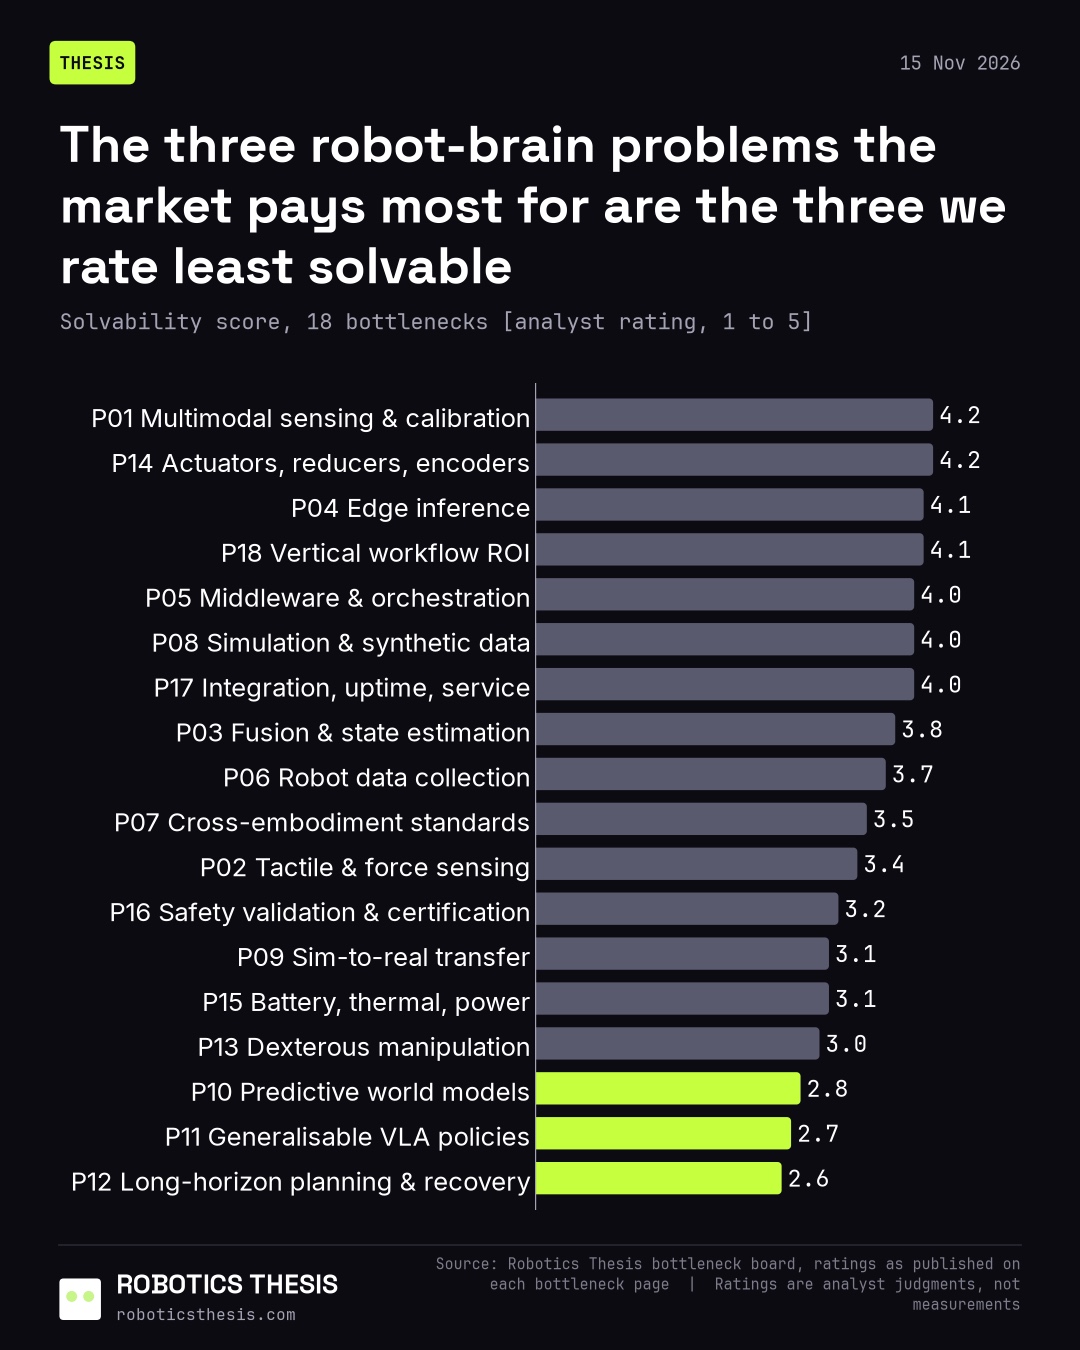 THESIS
15 Nov 2026
The three robot-brain problems the
market pays most for are the three we
rate least solvable
Solvability score, 18 bottlenecks [analyst rating, 1 to 5]
P01 Multimodal sensing & calibration 4.2
P14 Actuators, reducers, encoders 4.2
P04 Edge inference 4.1
P18 Vertical workflow ROI 4.1
P05 Middleware & orchestration 4.0
P08 Simulation & synthetic data 4.0
P17 Integration, uptime, service 4.0
P03 Fusion & state estimation 3.8
P06 Robot data collection 3.7
P07 Cross-embodiment standards 3.5
P02 Tactile & force sensing 3.4
P16 Safety validation & certification 3.2
P09 Sim-to-real transfer 3.1
P15 Battery, thermal, power 3.1
P13 Dexterous manipulation 3.0
P10 Predictive world models 2.8
P11 Generalisable VLA policies 2.7
P12 Long-horizon planning & recovery 2.6
ROBOTICS THESIS
roboticsthesis.com
Source: Robotics Thesis bottleneck board, ratings as published on
each bottleneck page | Ratings are analyst judgments, not
measurements